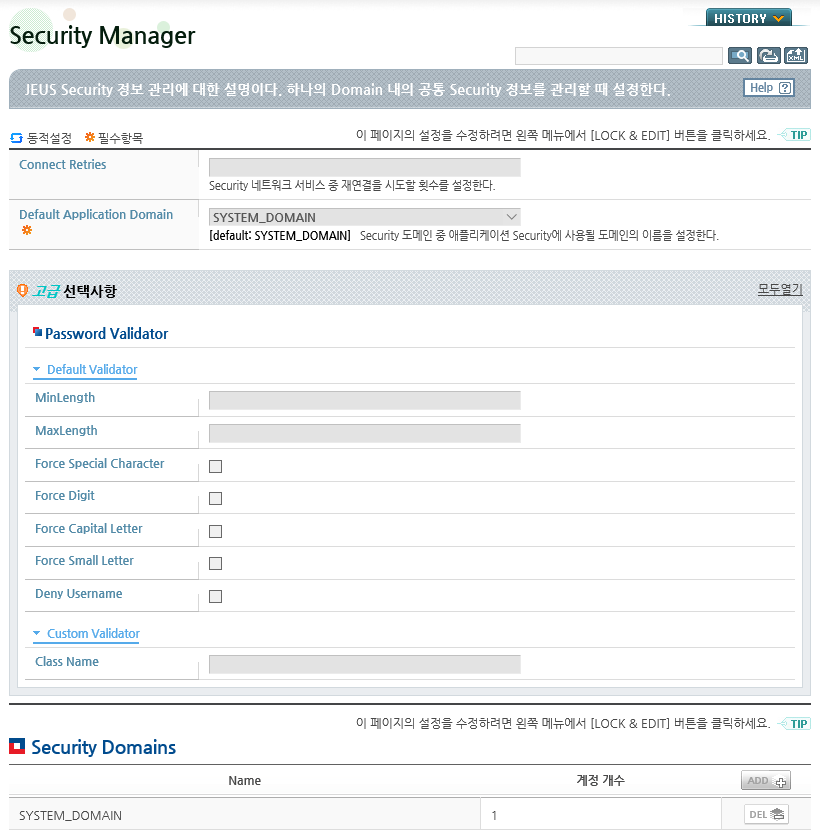 HISTORY
Security Manager
XML
JEUS Security 정보 관리에 대한 설명이다. 하나의 Domain 내의 공통 Security 정보를 관리할 때 설정한다.
Help ?
동적설정 필수항목
이 페이지의 설정을 수정하려면 왼쪽 메뉴에서 [LOCK & EDIT] 버튼을 클릭하세요. TIP
Connect Retries
Security 네트워크 서비스 중 재연결을 시도할 횟수를 설정한다.
Default Application Domain
SYSTEM_DOMAIN
[default: SYSTEM_DOMAIN] Security 도메인 중 애플리케이션 Security에 사용될 도메인의 이름을 설정한다.
고급 선택사항
모두열기
Password Validator
Default Validator
MinLength
MaxLength
Force Special Character
Force Digit
Force Capital Letter
Force Small Letter
Deny Username
Custom Validator
Class Name
이 페이지의 설정을 수정하려면 왼쪽 메뉴에서 [LOCK & EDIT] 버튼을 클릭하세요. TIP
Security Domains
Name 계정 개수 ADD
SYSTEM_DOMAIN 1 DEL